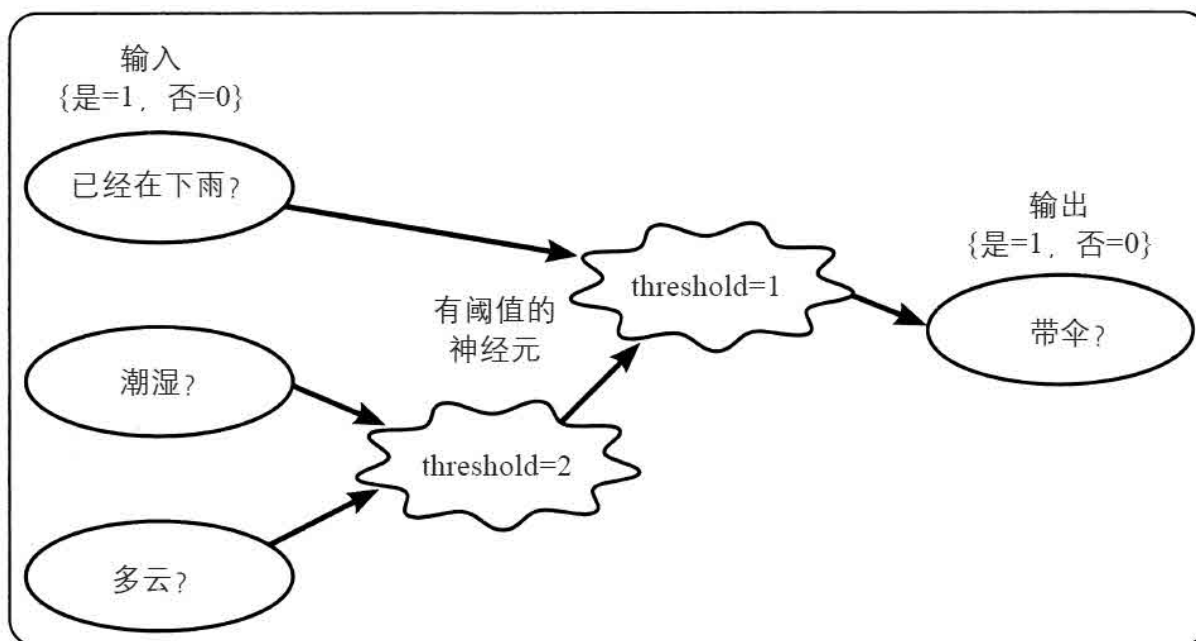 输入
{是=1，否=0}
已经在下雨?
输出
{是=1，否=0}
threshold=1
有阈值的
神经元
带伞?
潮湿?
threshold=2
多云?